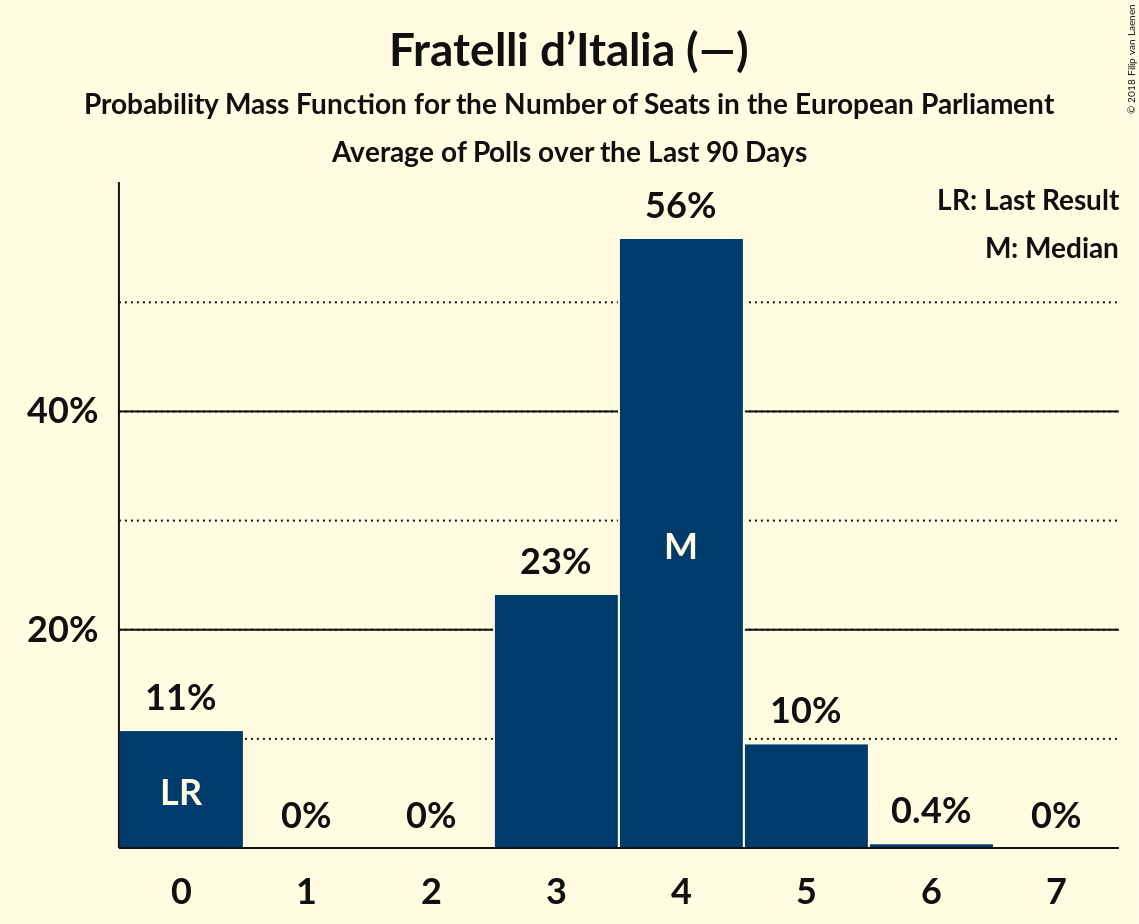 Fratelli d’Italia (—)
Probability Mass Function for the Number of Seats in the European Parliament
Average of Polls over the Last 90 Days
© 2018 Filip van Laenen
LR: Last Result
M: Median
56%
40%
M
23%
20%
11%
10%
LR
0%
0%
0.4%
0%
0 1 2 3 4 5 6 7